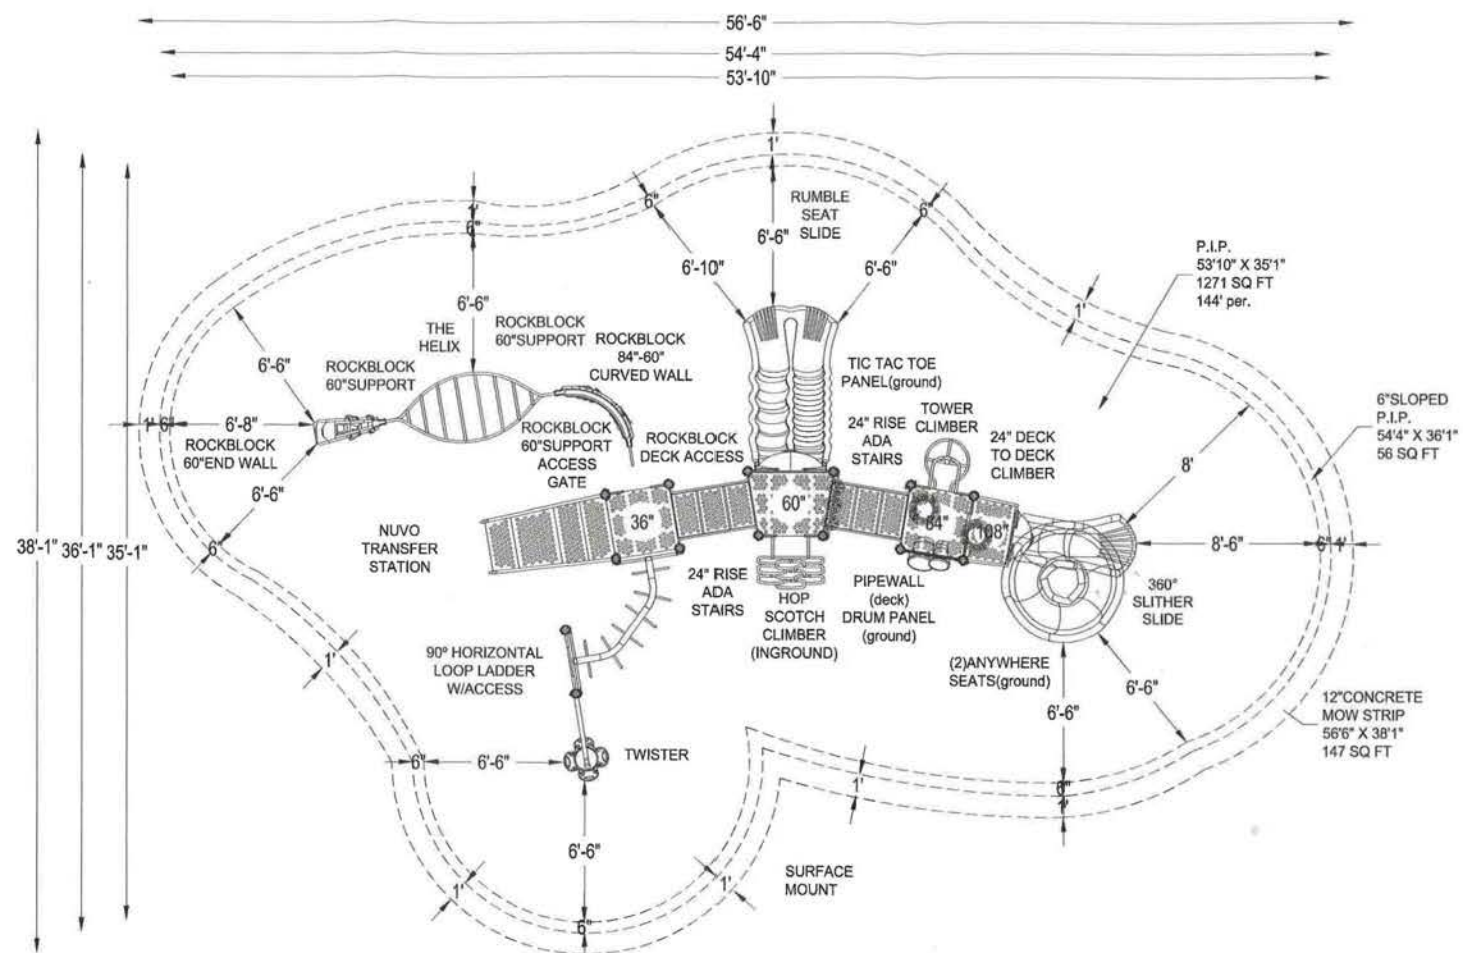 56'-6"
54'-4"
53'-10"
38'-1"
36'-1"
35'-1"
1'
6"
RUMBLE
SEAT
SLIDE
6"
1'
6"
6'-6"
6'-10"
6'-6"
P.I.P.
53'10" X 35'1"
1271 SQ FT
144' per.
1'
6'-6"
THE
HELIX
ROCKBLOCK
60"SUPPORT
ROCKBLOCK
84"-60"
CURVED WALL
6'-6"
ROCKBLOCK
60"SUPPORT
TIC TAC TOE
PANEL(ground)
6"SLOPED
P.I.P.
54'4" X 36'1"
56 SQ FT
1'
6"
6'-8"
ROCKBLOCK
60"END WALL
ROCKBLOCK
60"SUPPORT
ACCESS
GATE
ROCKBLOCK
DECK ACCESS
24" RISE
ADA
STAIRS
TOWER
CLIMBER
24" DECK
TO DECK
CLIMBER
8'
6'-6"
36"
60"
84"
108"
NUVO
TRANSFER
STATION
6"
8'-6"
6"
1'
24" RISE
ADA
STAIRS
HOP
SCOTCH
CLIMBER
(INGROUND)
PIPEWALL
(deck)
DRUM PANEL
(ground)
360°
SLITHER
SLIDE
90º HORIZONTAL
LOOP LADDER
W/ACCESS
1'
(2)ANYWHERE
SEATS(ground)
6'-6"
6'-6"
12"CONCRETE
MOW STRIP
56'6" X 38'1"
147 SQ FT
6"
6'-6"
TWISTER
1'
6"
1'
6'-6"
SURFACE
MOUNT
1'
1'
6"